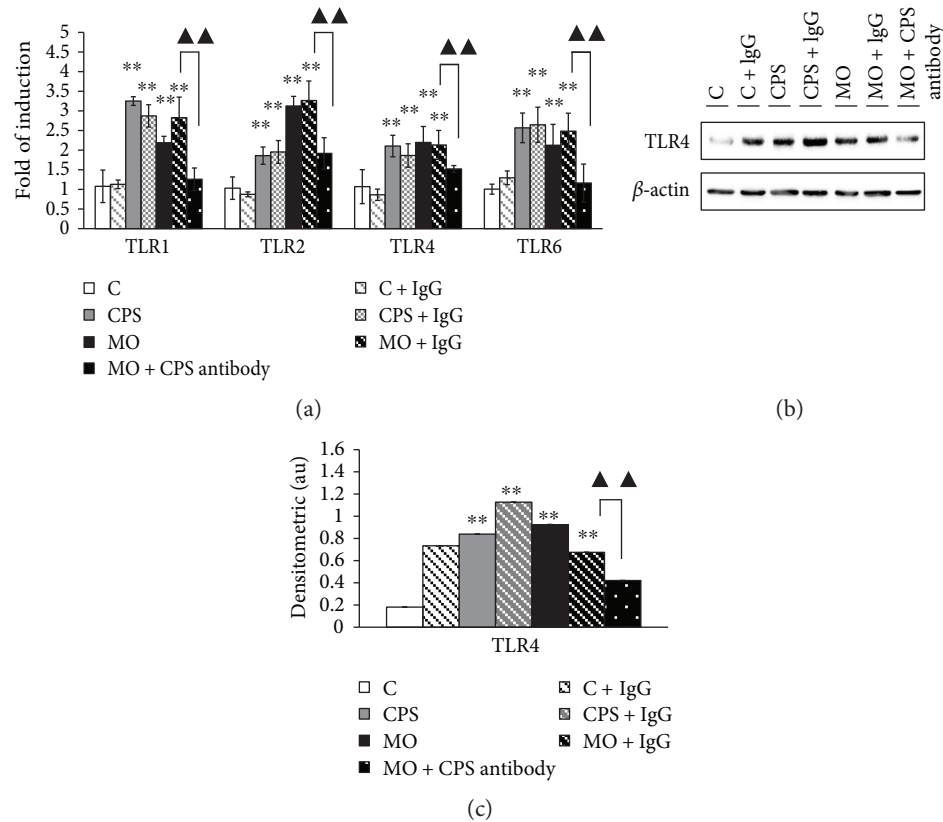 (a)
Fold of induction
5
4.5
4
3.5
3
2.5
2
1.5
1
0.5
0
** ** ** **
** ** ** **
** ** ** **
** ** ** **
▲▲ ▲▲ ▲▲ ▲▲
TLR1 TLR2 TLR4 TLR6
C
CPS
MO
MO + CPS antibody
C + IgG
CPS + IgG
MO + IgG
(a)
(b)
C
C + IgG
CPS
CPS + IgG
MO
MO + IgG
MO + CPS
antibody
TLR4
β-actin
(b)
Densitometric (au)
1.6
1.4
1.2
1
0.8
0.6
0.4
0.2
0
** ** ** **
▲ ▲
TLR4
C
CPS
MO
MO + CPS antibody
C + IgG
CPS + IgG
MO + IgG
(c)